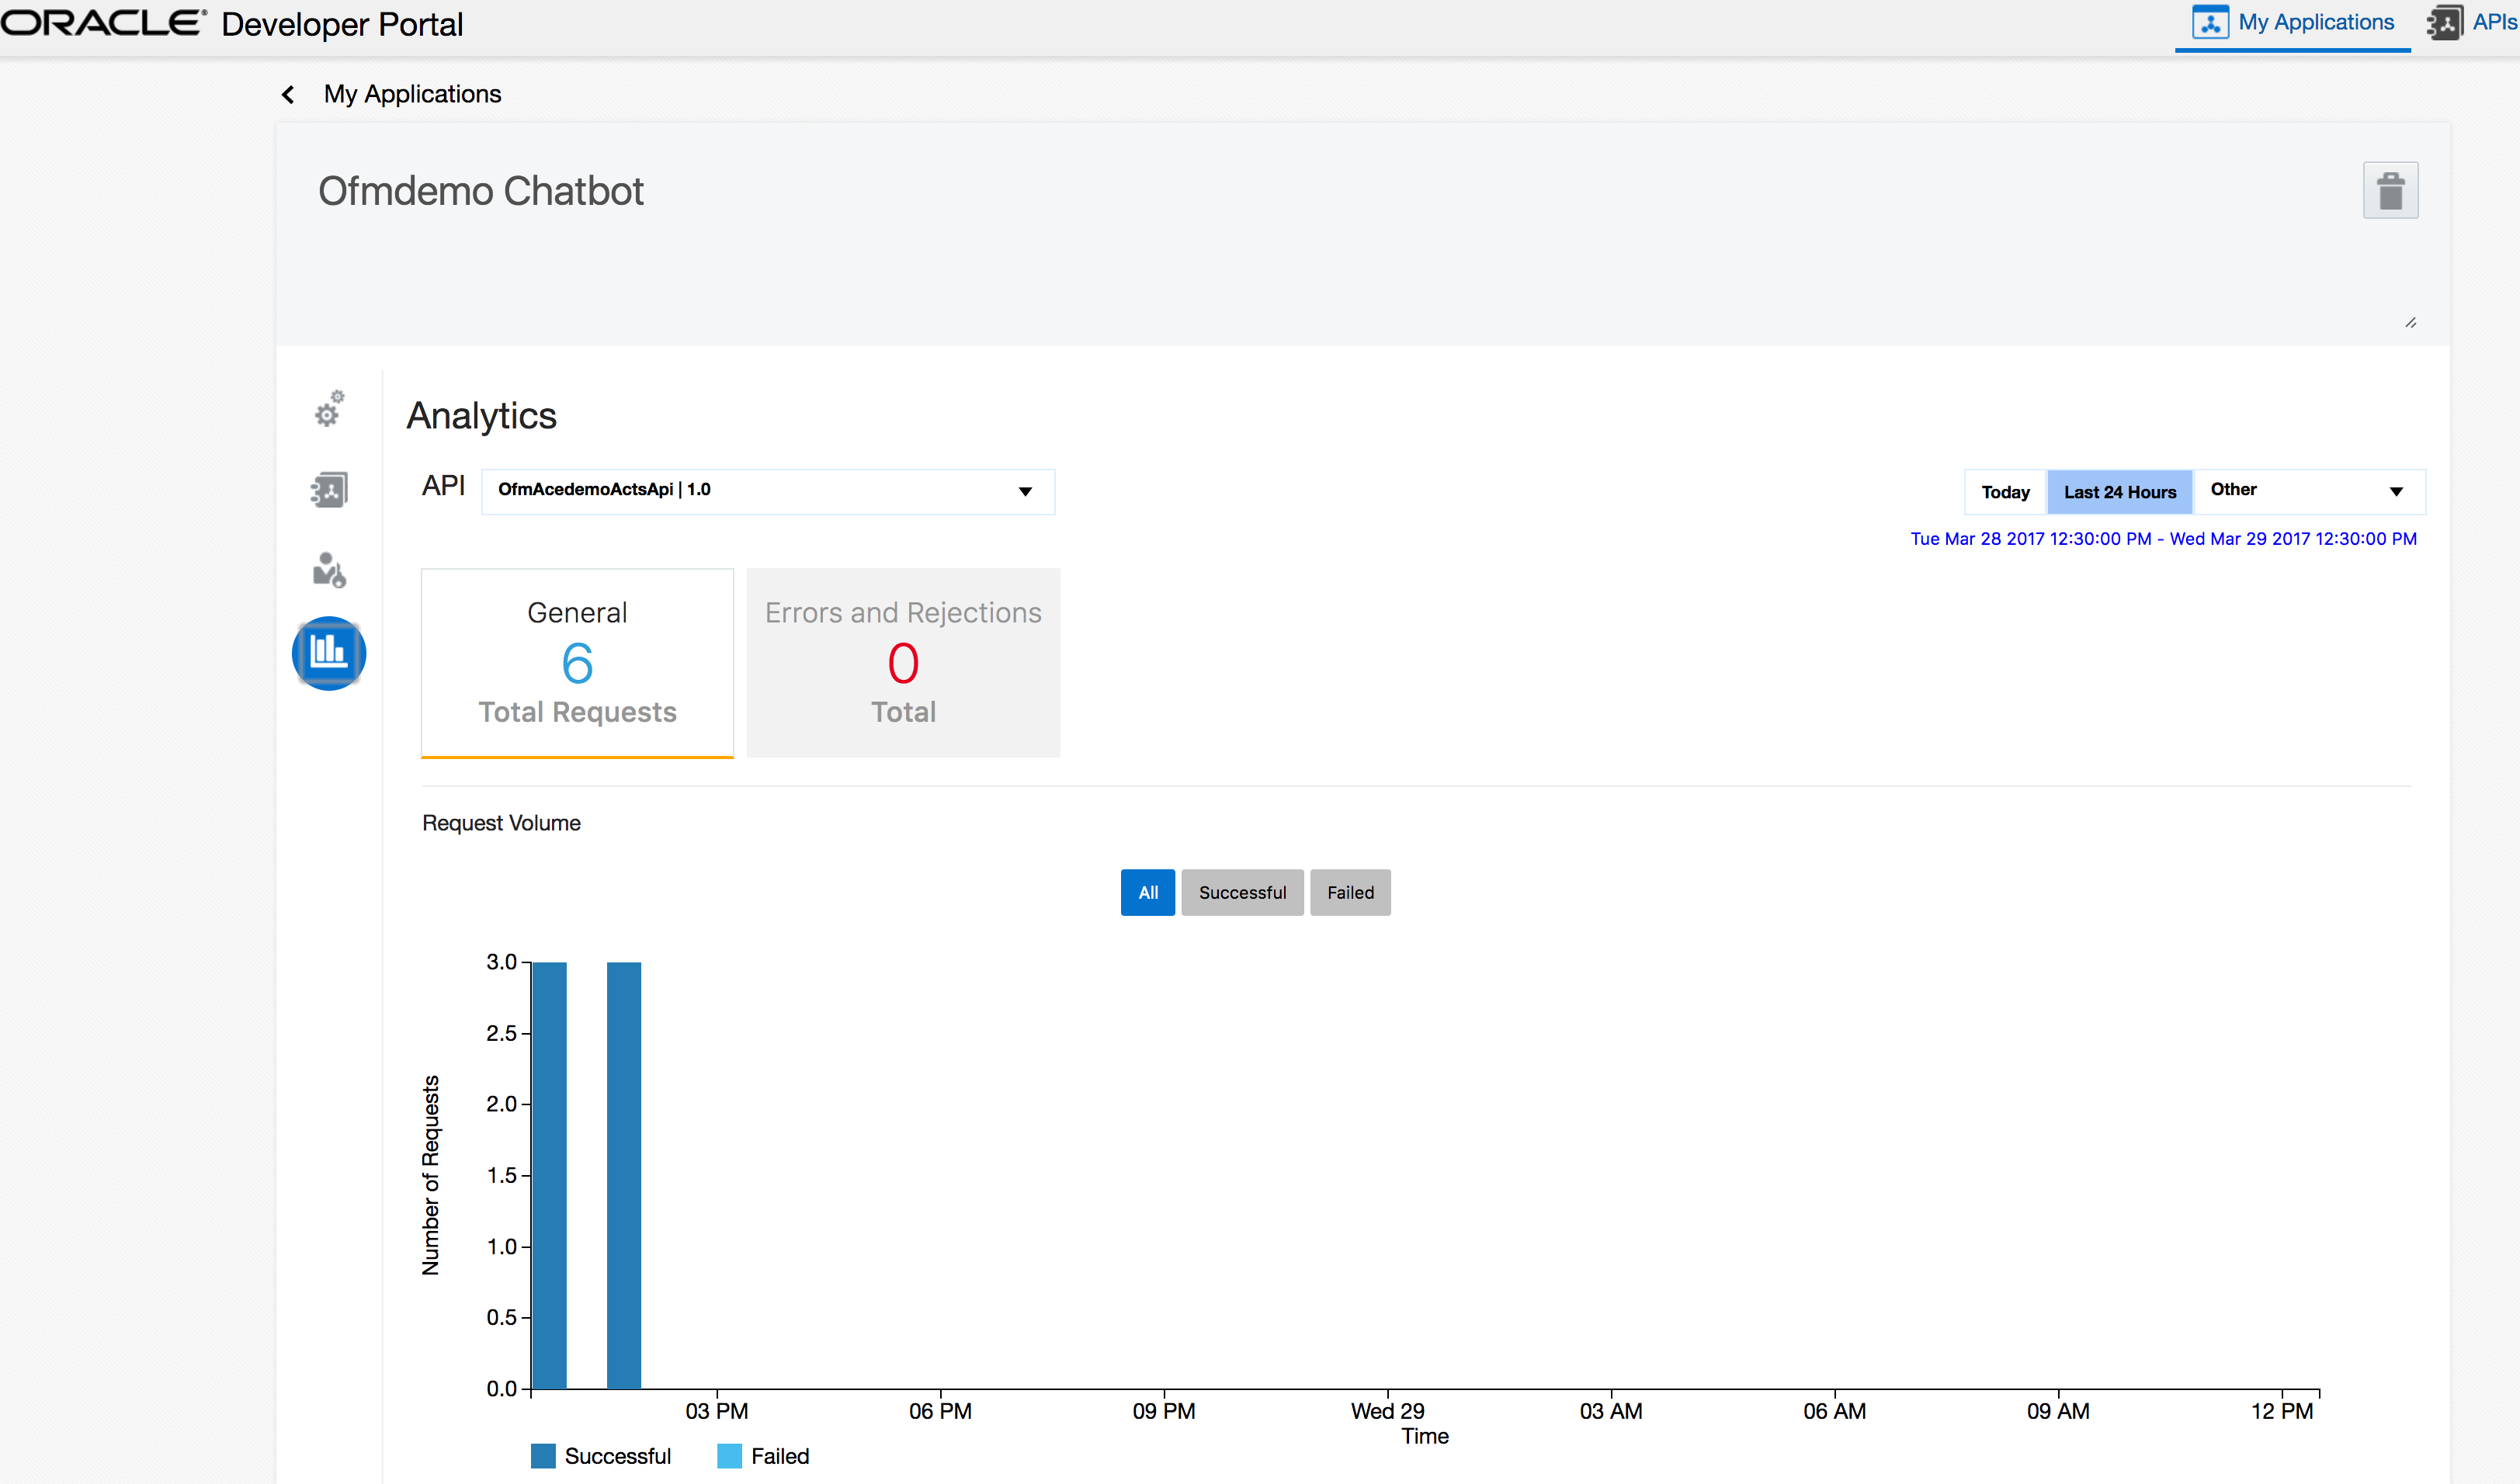 ORACLE® Developer Portal
My Applications
APIs
My Applications
Ofmdemo Chatbot
Analytics
API
OfmAcedemoActsApi | 1.0
Today
Last 24 Hours
Other
Tue Mar 28 2017 12:30:00 PM - Wed Mar 29 2017 12:30:00 PM
General
6
Total Requests
Errors and Rejections
0
Total
Request Volume
All
Successful
Failed
3.0
2.5
2.0
1.5
1.0
0.5
0.0
Number of Requests
03 PM
06 PM
09 PM
Wed 29
03 AM
06 AM
09 AM
12 PM
Time
Successful
Failed